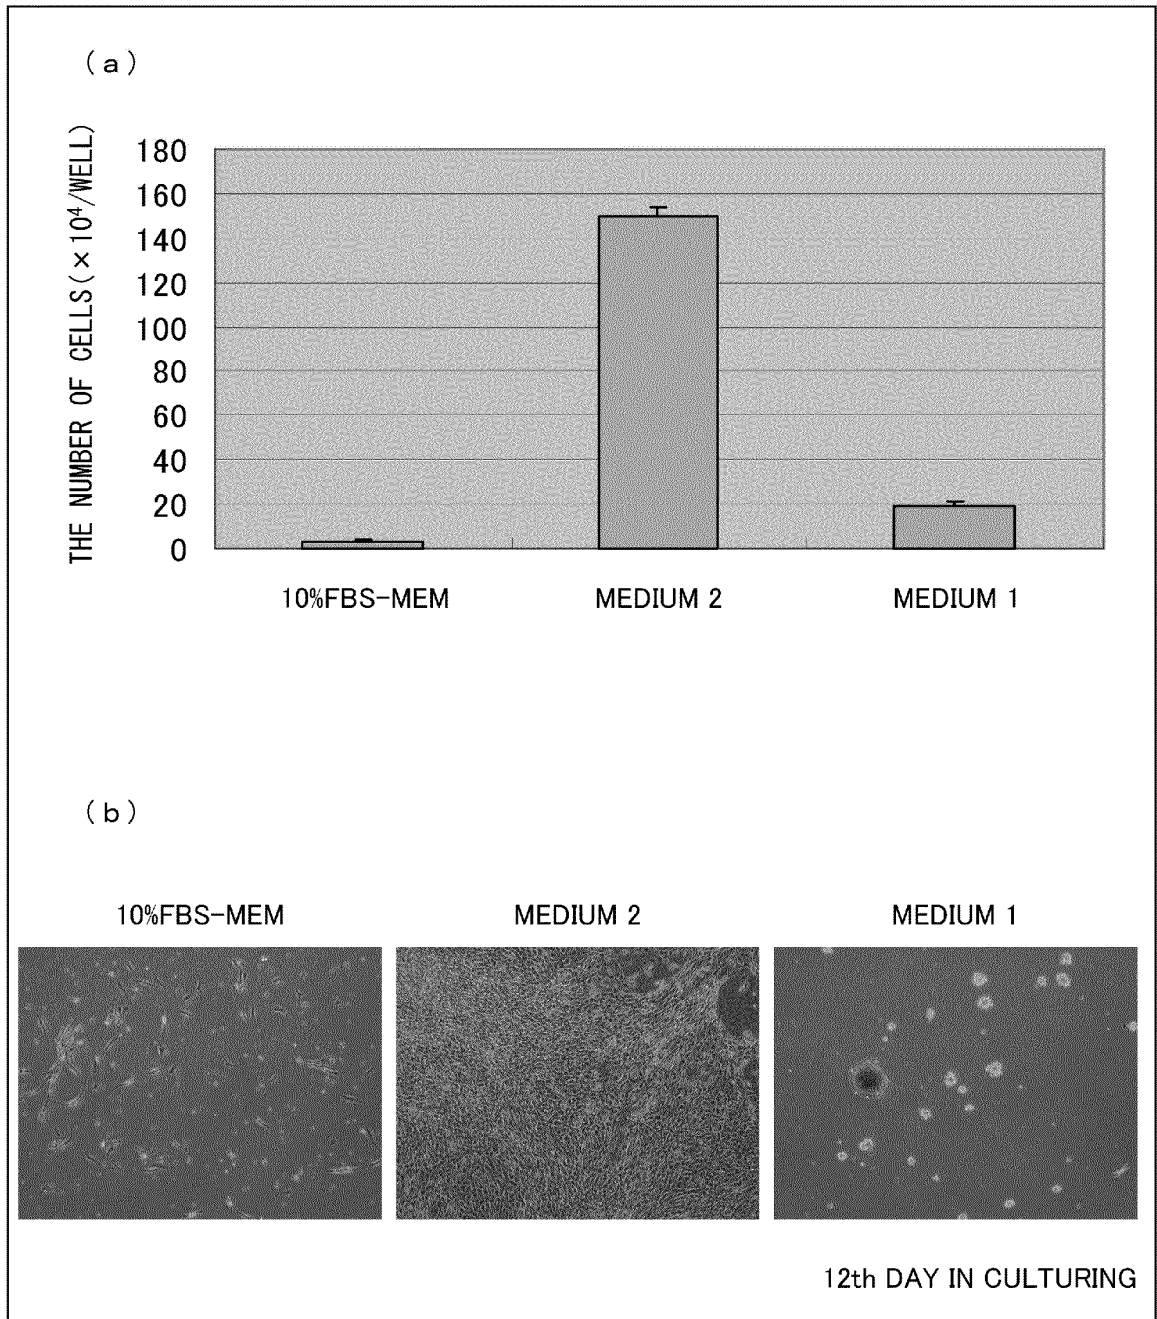 (a)
THE NUMBER OF CELLS(×10⁴/WELL)
180
160
140
120
100
80
60
40
20
0
10%FBS-MEM MEDIUM 2 MEDIUM 1
(b)
10%FBS-MEM MEDIUM 2 MEDIUM 1
12th DAY IN CULTURING